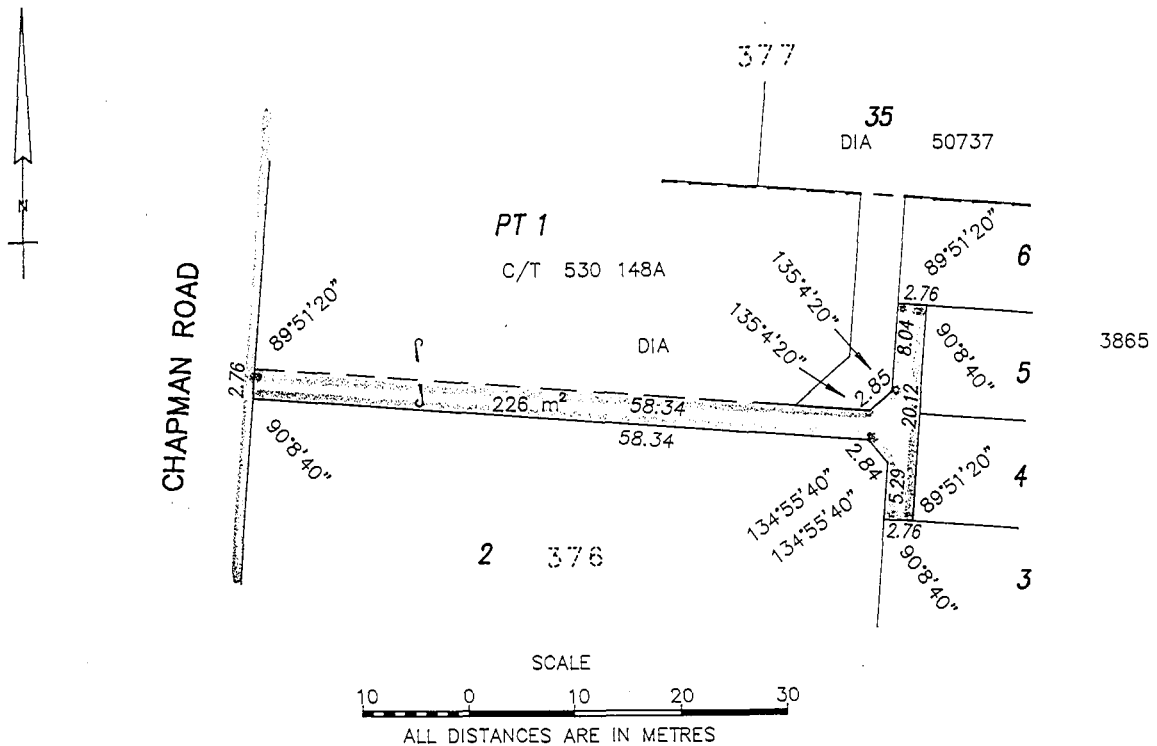 377
35
DIA 50737
N
PT 1
C/T 530 148A
89°51'20"
6
135°4'20"
135°4'20"
2.76
CHAPMAN ROAD
89°51'20"
DIA
8.04
90°8'40"
3865
5
2.76
226 m²
58.34
2.85
20.12
58.34
90°8'40"
2.84
4
5.29
89°51'20"
134°55'40"
134°55'40"
2.76
2 376
90°8'40"
3
SCALE
10 0 10 20 30
ALL DISTANCES ARE IN METRES